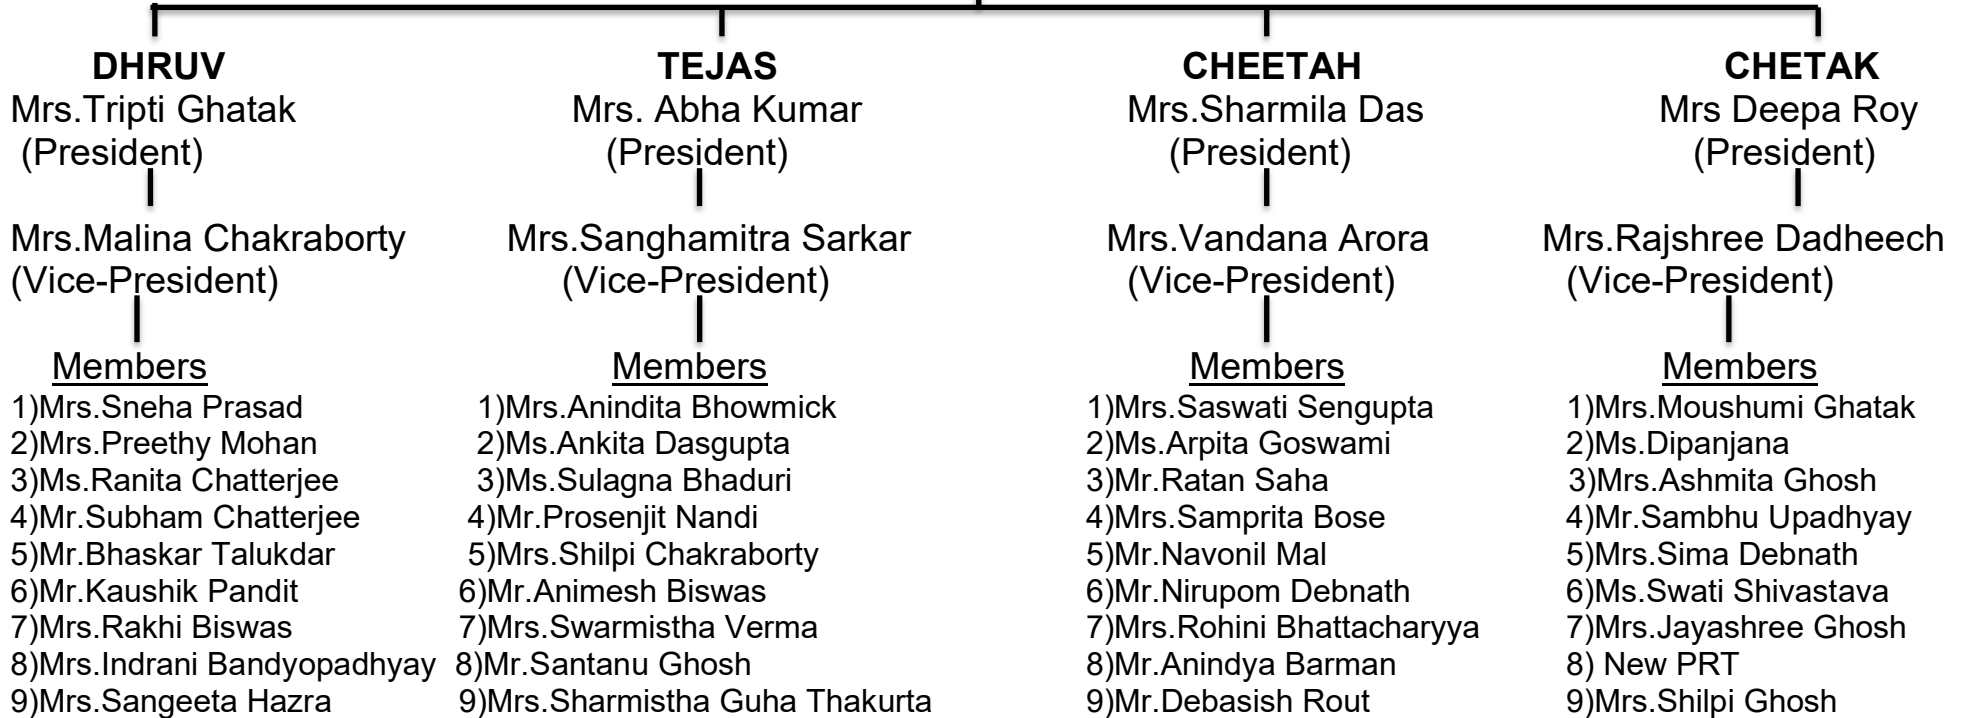 DHRUV
Mrs.Tripti Ghatak
(President)
Mrs.Malina Chakraborty
(Vice-President)
Members
1)Mrs.Sneha Prasad
2)Mrs.Preethy Mohan
3)Ms.Ranita Chatterjee
4)Mr.Subham Chatterjee
5)Mr.Bhaskar Talukdar
6)Mr.Kaushik Pandit
7)Mrs.Rakhi Biswas
8)Mrs.Indrani Bandyopadhyay
9)Mrs.Sangeeta Hazra
TEJAS
Mrs. Abha Kumar
(President)
Mrs.Sanghamitra Sarkar
(Vice-President)
Members
1)Mrs.Anindita Bhowmick
2)Ms.Ankita Dasgupta
3)Ms.Sulagna Bhaduri
4)Mr.Prosenjit Nandi
5)Mrs.Shilpi Chakraborty
6)Mr.Animesh Biswas
7)Mrs.Swarmistha Verma
8)Mr.Santanu Ghosh
9)Mrs.Sharmistha Guha Thakurta
CHEETAH
Mrs.Sharmila Das
(President)
Mrs.Vandana Arora
(Vice-President)
Members
1)Mrs.Saswati Sengupta
2)Ms.Arpita Goswami
3)Mr.Ratan Saha
4)Mrs.Samprita Bose
5)Mr.Navonil Mal
6)Mr.Nirupom Debnath
7)Mrs.Rohini Bhattacharyya
8)Mr.Anindya Barman
9)Mr.Debasish Rout
CHETAK
Mrs Deepa Roy
(President)
Mrs.Rajshree Dadheech
(Vice-President)
Members
1)Mrs.Moushumi Ghatak
2)Ms.Dipanjana
3)Mrs.Ashmita Ghosh
4)Mr.Sambhu Upadhyay
5)Mrs.Sima Debnath
6)Ms.Swati Shivastava
7)Mrs.Jayashree Ghosh
8) New PRT
9)Mrs.Shilpi Ghosh